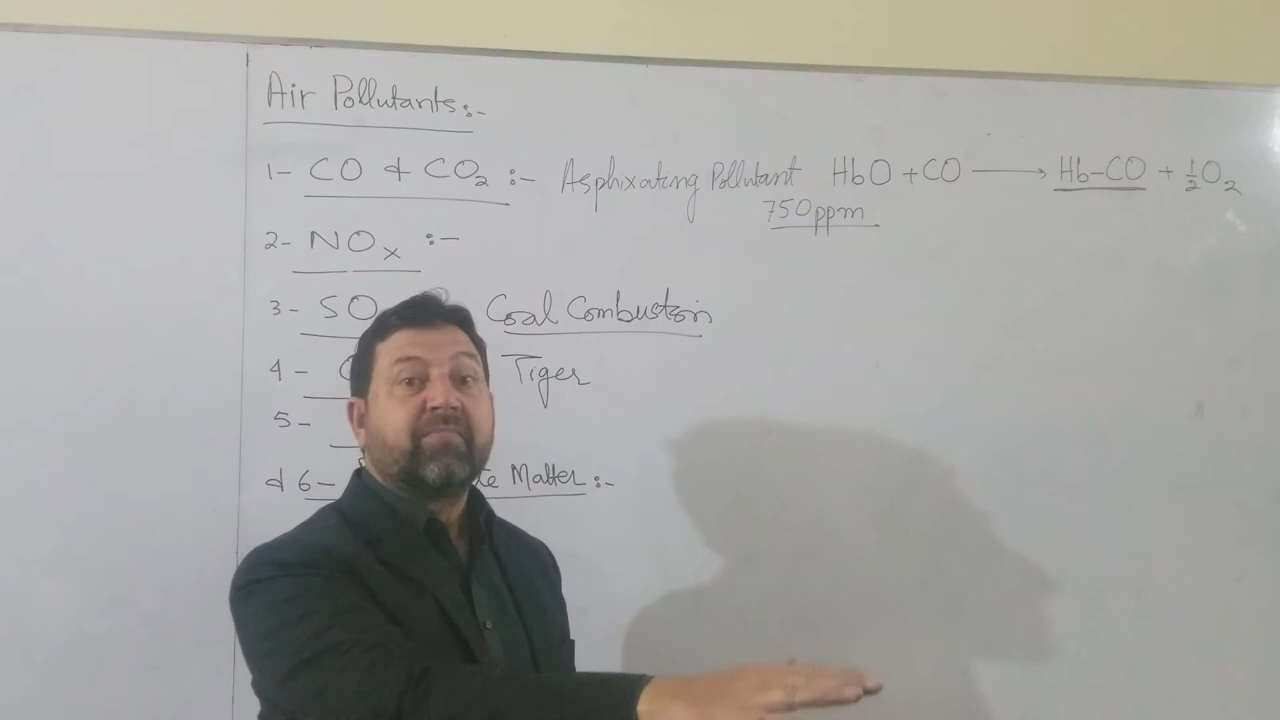 Air Pollutants:-
1- CO & CO₂ :- Asphixating Pollutant HbO + CO ⟶ Hb-CO + ½O₂
750ppm
2- NOx :-
3- SO Coal Combustion
4- Tiger
5-
& 6- Matter :-